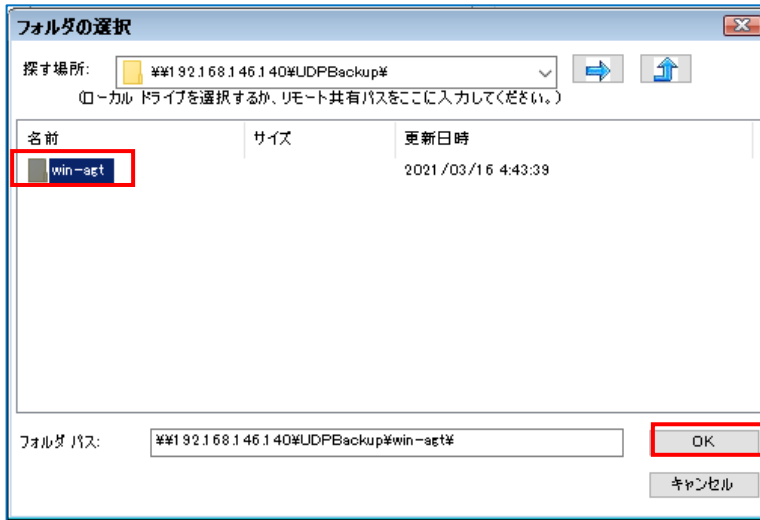 フォルダの選択
探す場所: ¥¥192.168.146.140¥UDPBackup¥
(ローカル ドライブを選択するか、リモート共有パスをここに入力してください。)
名前 サイズ 更新日時
win-agt 2021/03/16 4:43:39
フォルダ パス: ¥¥192.168.146.140¥UDPBackup¥win-agt¥ OK
キャンセル